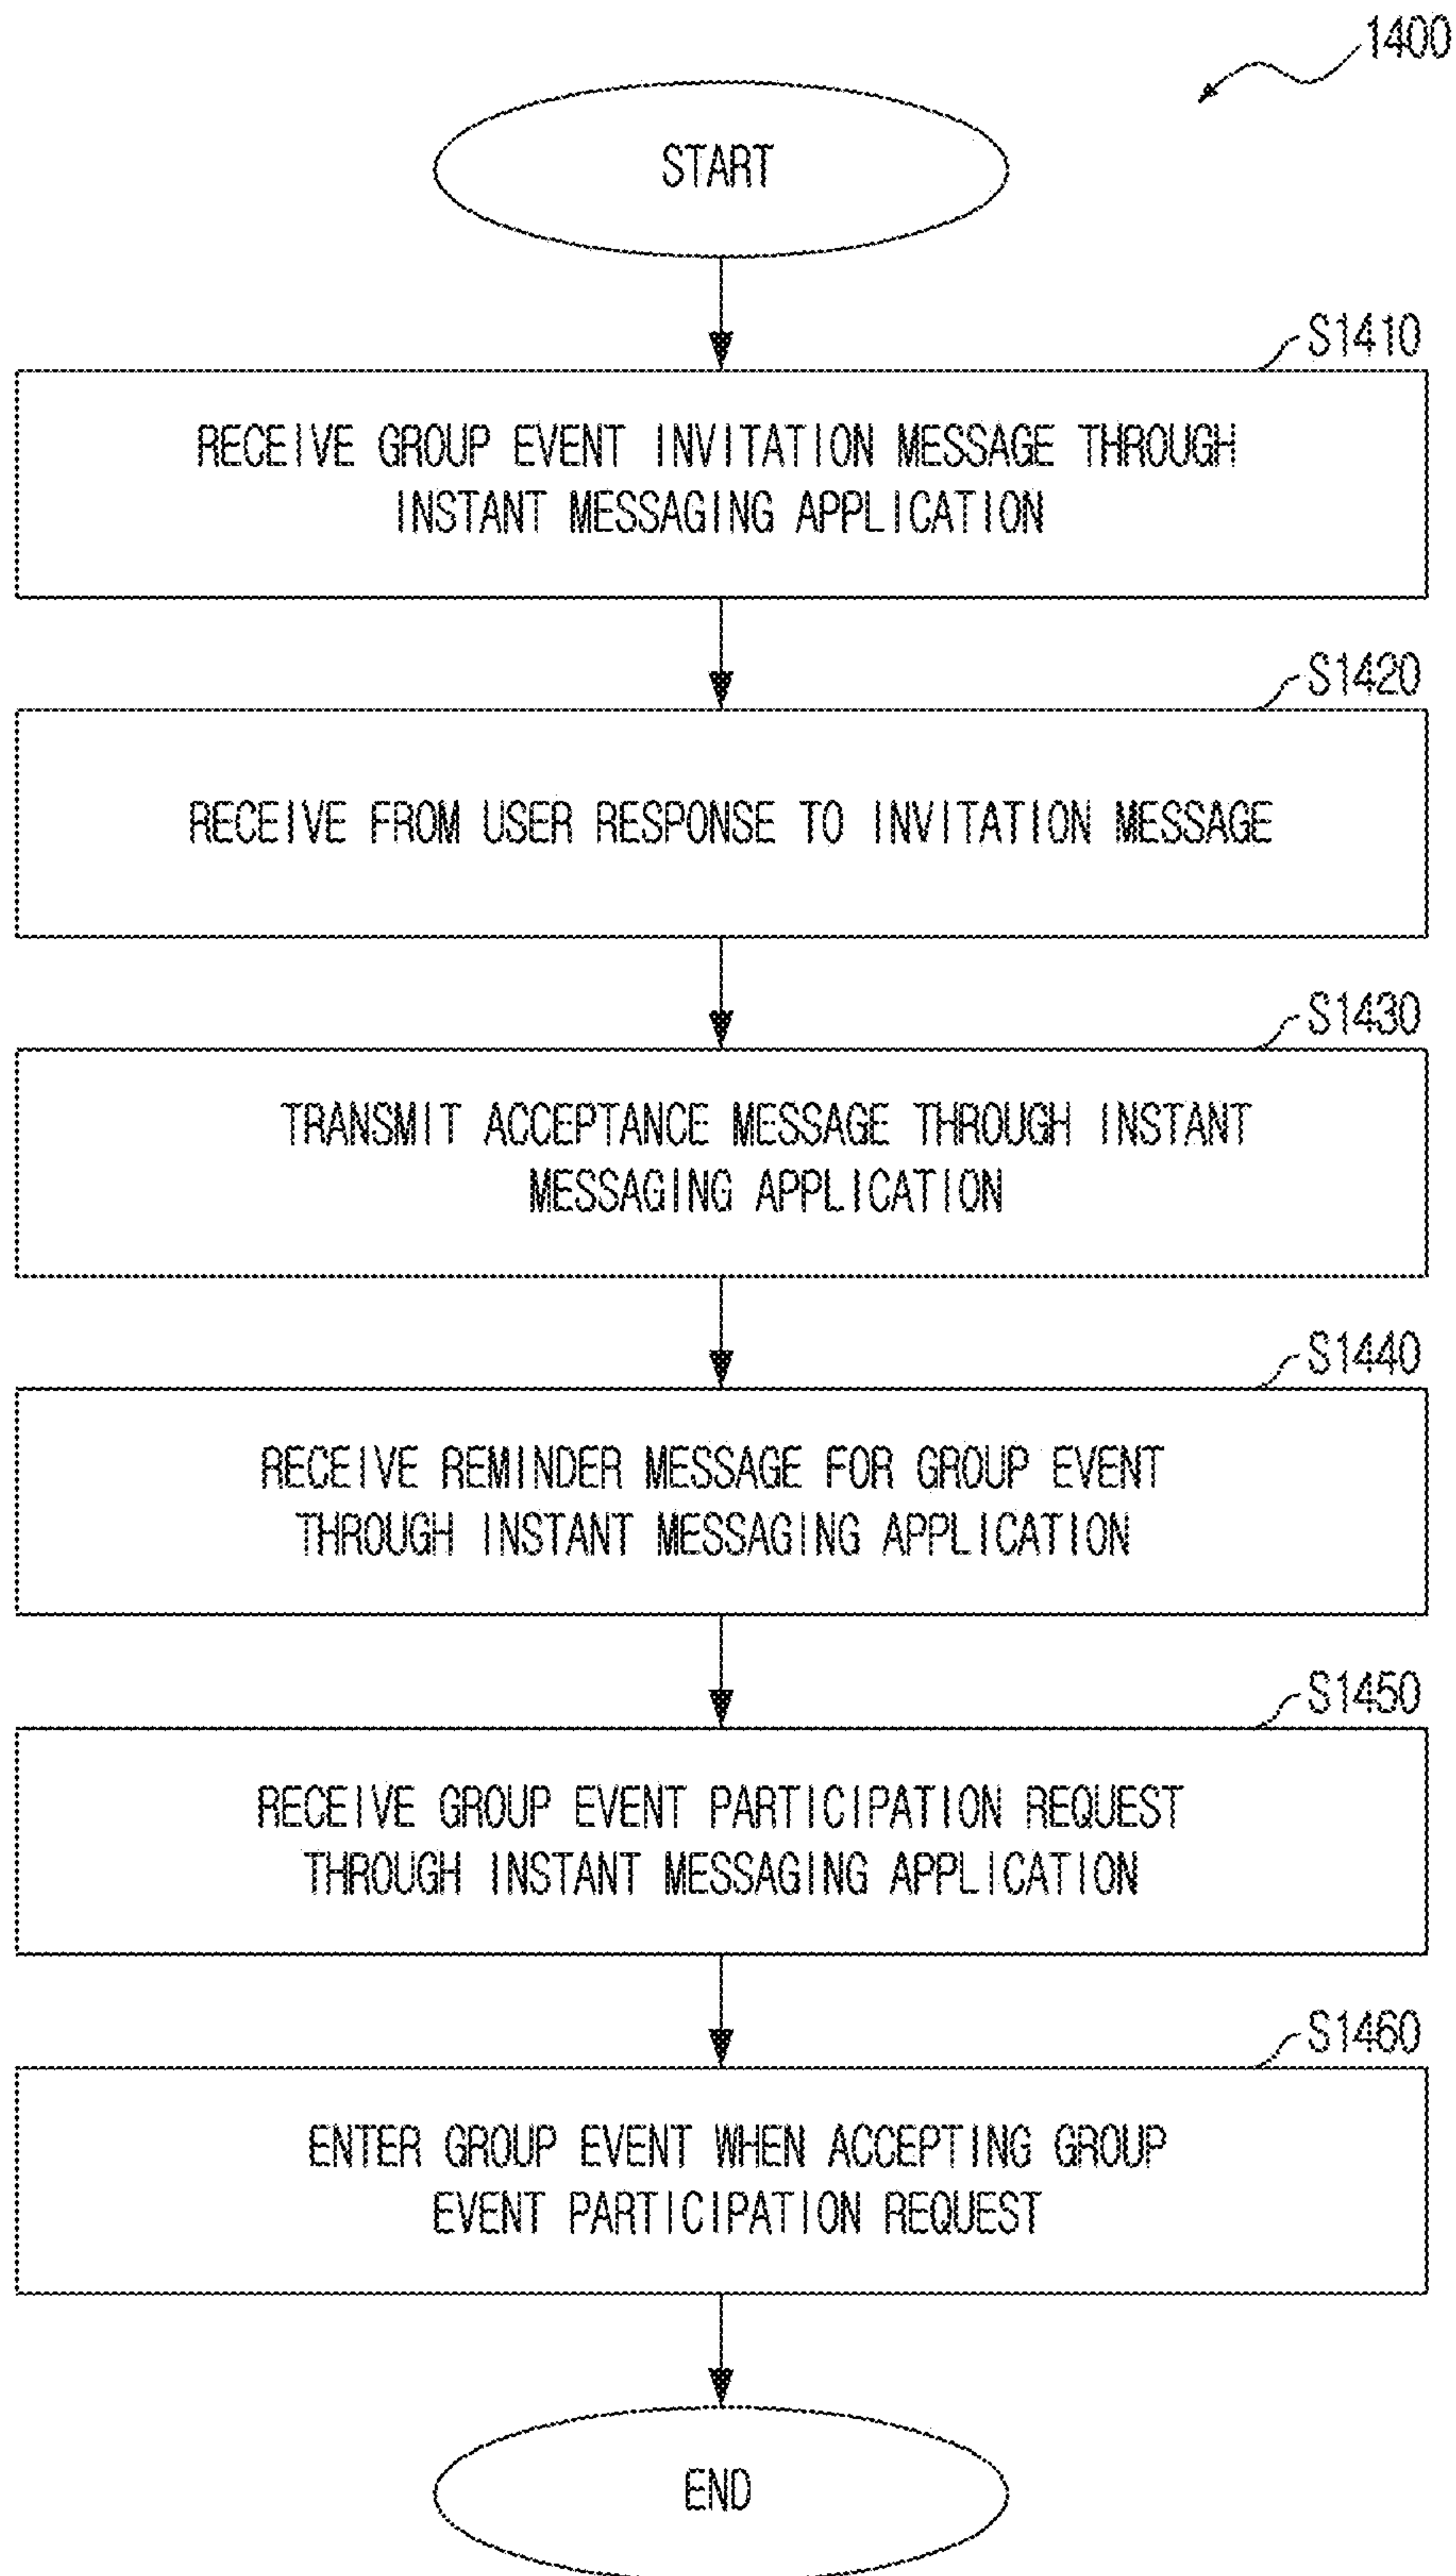 1400
START
S1410
RECEIVE GROUP EVENT INVITATION MESSAGE THROUGH
INSTANT MESSAGING APPLICATION
S1420
RECEIVE FROM USER RESPONSE TO INVITATION MESSAGE
S1430
TRANSMIT ACCEPTANCE MESSAGE THROUGH INSTANT
MESSAGING APPLICATION
S1440
RECEIVE REMINDER MESSAGE FOR GROUP EVENT
THROUGH INSTANT MESSAGING APPLICATION
S1450
RECEIVE GROUP EVENT PARTICIPATION REQUEST
THROUGH INSTANT MESSAGING APPLICATION
S1460
ENTER GROUP EVENT WHEN ACCEPTING GROUP
EVENT PARTICIPATION REQUEST
END